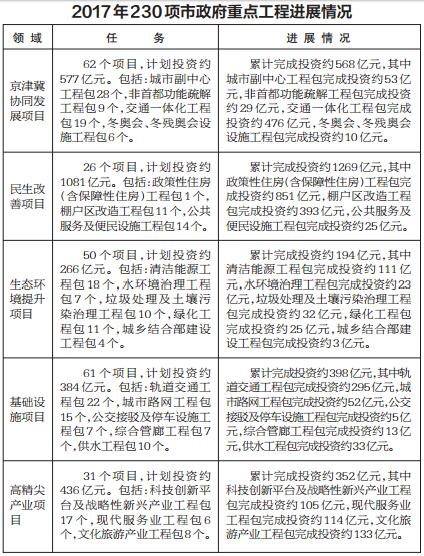 2017年230项市政府重点工程进展情况
领域
任务
进展情况
京津冀
协同发
展项目
62个项目,计划投资约
577亿元。包括:城市副中心
工程包28个,非首都功能疏解
工程包9个,交通一体化工程
包19个,冬奥会、冬残奥会设
施工程包6个。
累计完成投资约568亿元,其中
城市副中心工程包完成投资约53亿
元,非首都功能疏解工程包完成投资
约29亿元,交通一体化工程包完成
投资约476亿元,冬奥会、冬残奥会
设施工程包完成投资约10亿元。
民生改
善项目
26个项目,计划投资约
1081亿元。包括:政策性住房
(含保障性住房)工程包1个,
棚户区改造工程包11个,公共
服务及便民设施工程包14个。
累计完成投资约1269亿元,其中
政策性住房(含保障性住房)工程包完
成投资约851亿元,棚户区改造工程
包完成投资约393亿元,公共服务及
便民设施工程包完成投资约25亿元。
生态环
境提升
项目
50个项目,计划投资约
266亿元。包括:清洁能源工
程包18个,水环境治理工程
包7个,垃圾处理及土壤污
染治理工程包10个,绿化工
程包11个,城乡结合部建设
工程包4个。
累计完成投资约194亿元,其中
清洁能源工程包完成投资约111亿
元,水环境治理工程包完成投资约23
亿元,垃圾处理及土壤污染治理工程
包完成投资约32亿元,绿化工程包
完成投资约25亿元,城乡结合部建
设工程包完成投资约3亿元。
基础设
施项目
61个项目,计划投资约
384亿元。包括:轨道交通工
程包22个,城市路网工程包
15个,公交接驳及停车设施工
程包7个,综合管廊工程包7
个,供水工程包10个。
累计完成投资约398亿元,其中轨
道交通工程包完成投资约295亿元,城
市路网工程包完成投资约52亿元,公交
接驳及停车设施工程包完成投资约5亿
元,综合管廊工程包完成投资约13亿
元,供水工程包完成投资约33亿元。
高精尖
产业项目
31个项目,计划投资约
436亿元。包括:科技创新平
台及战略性新兴产业工程包
17个,现代服务业工程包6
个,文化旅游产业工程包8个。
累计完成投资约352亿元,其中
科技创新平台及战略性新兴产业工程
包完成投资约105亿元,现代服务业
工程包完成投资约114亿元,文化旅
游产业工程包完成投资约133亿元。